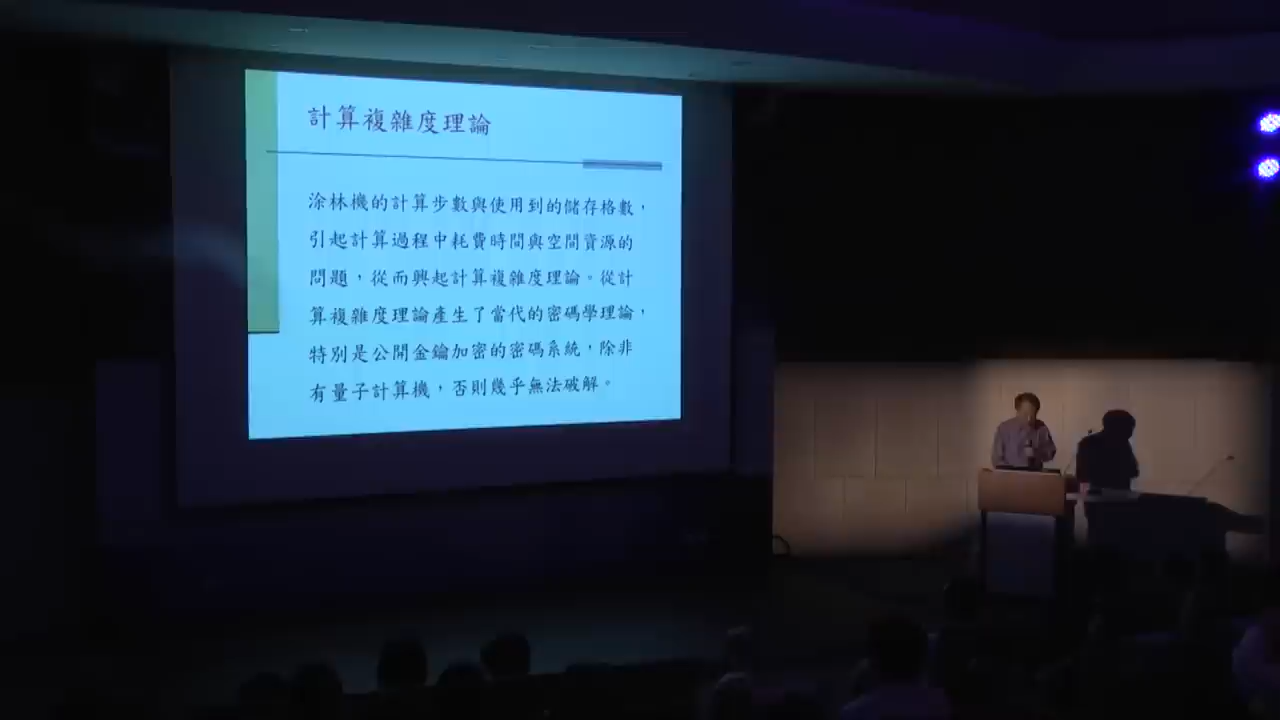 計算複雜度理論
涂林機的計算步數與使用到的儲存格數，
引起計算過程中耗費時間與空間資源的
問題，從而興起計算複雜度理論。從計
算複雜度理論產生了當代的密碼學理論，
特別是公開金鑰加密的密碼系統，除非
有量子計算機，否則幾乎無法破解。